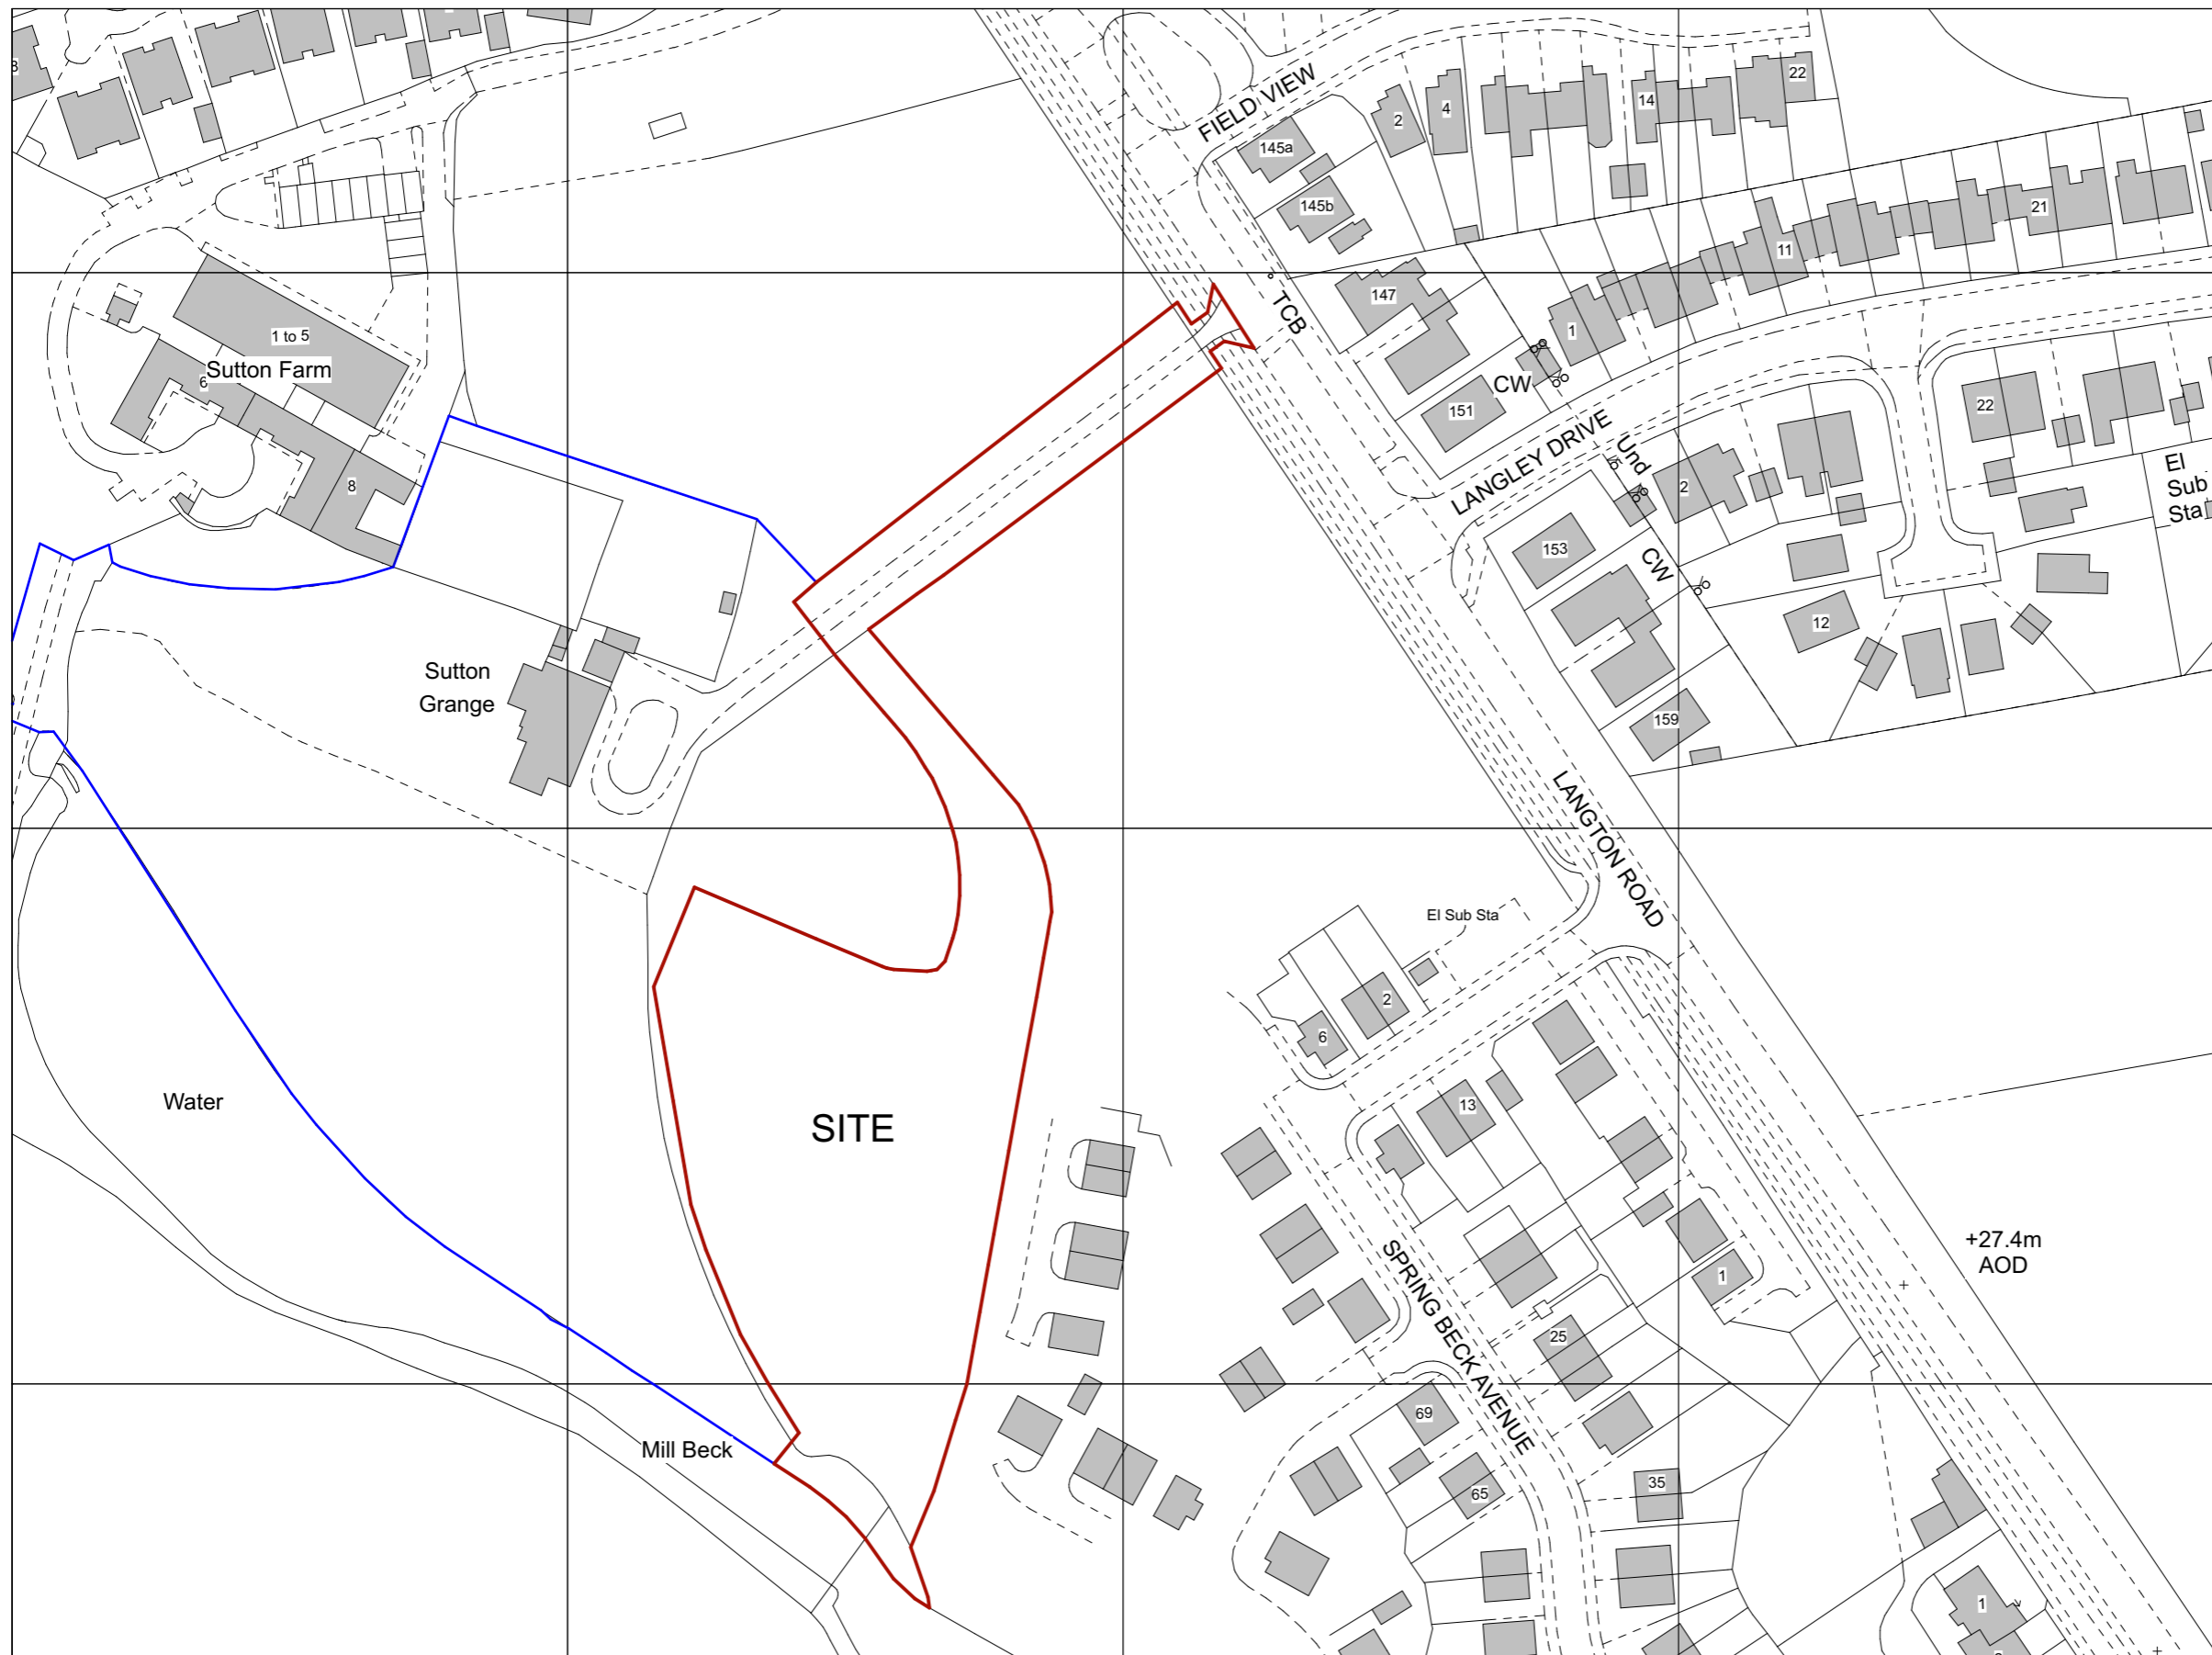 3
FIELD VIEW
2
4
14
22
145a
145b
TCB
147
1
11
21
CW
151
LANGLEY DRIVE
Und
2
22
El
Sub
Sta
153
CW
12
159
1 to 5
6
Sutton Farm
8
Sutton
Grange
LANGTON ROAD
El Sub Sta
2
6
13
Water
SITE
SPRING BECK AVENUE
1
+27.4m
AOD
25
69
65
35
Mill Beck
1